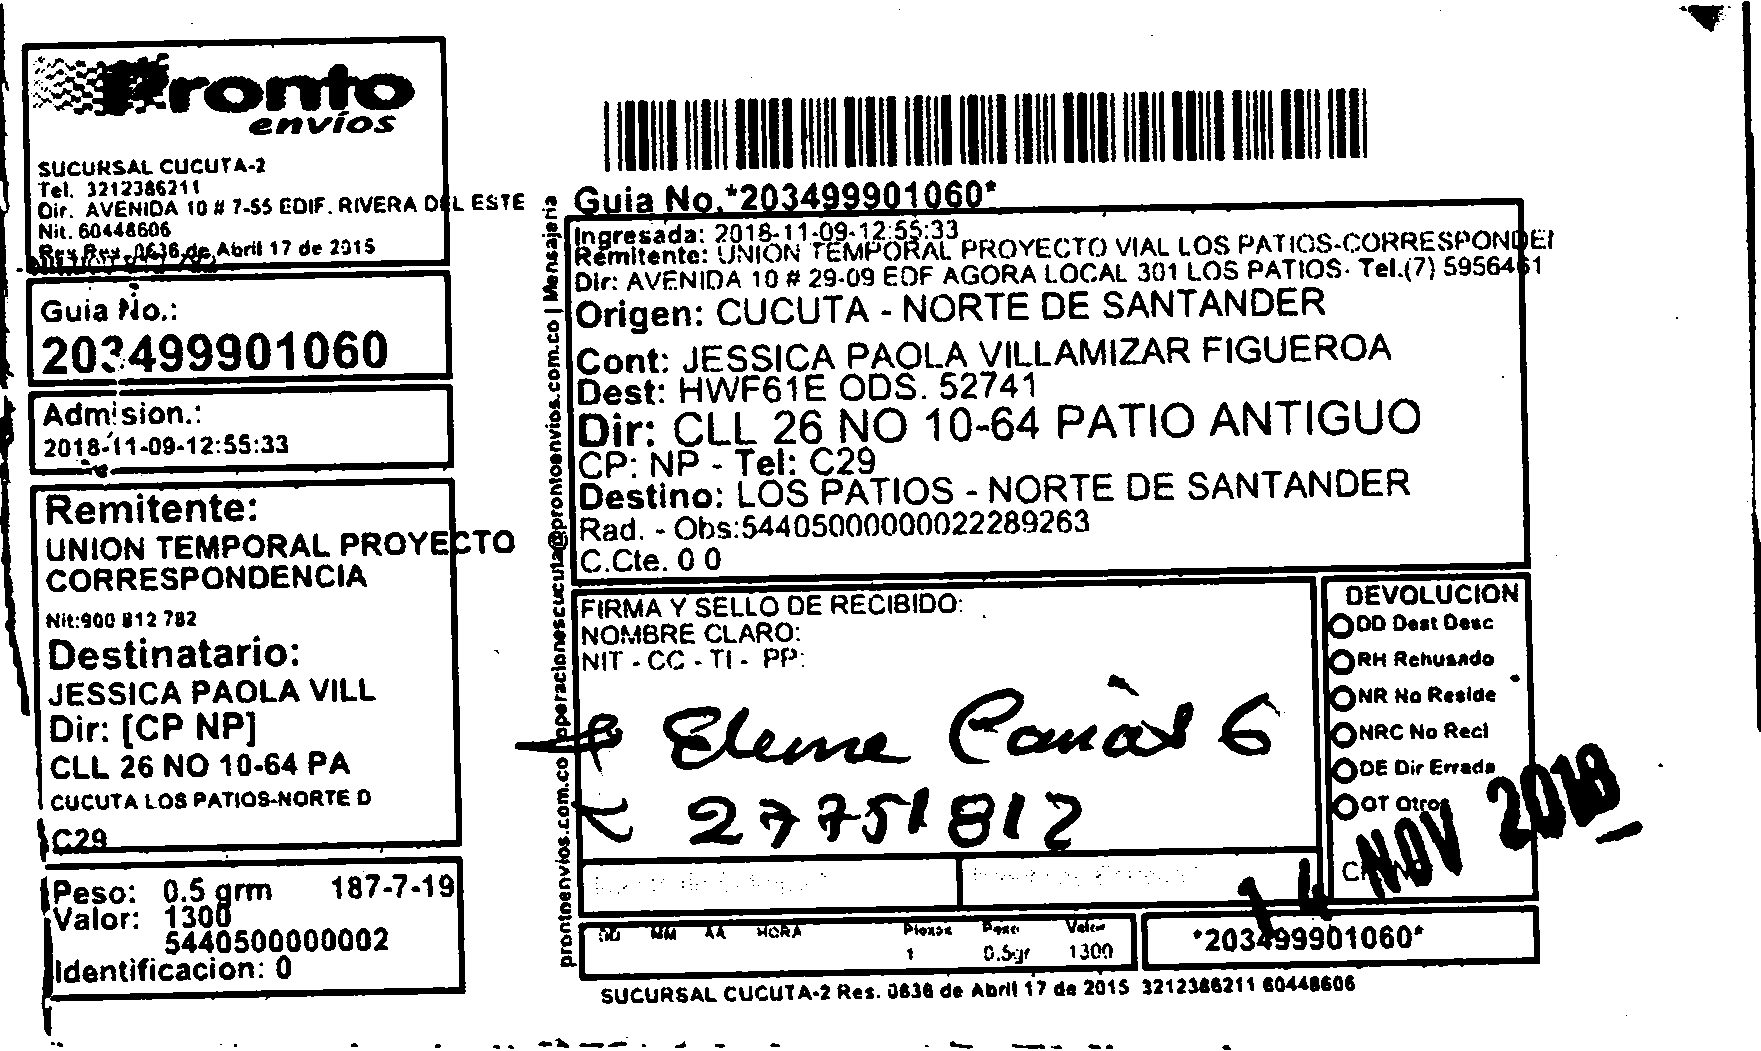 Pronto
envíos
SUCURSAL CUCUTA-2
Tel. 3212386211
Dir. AVENIDA 10 # 7-55 EDIF. RIVERA DEL ESTE
Nit. 60448606
Res. 0636 de Abril 17 de 2015
Guia No.:
203499901060
Admision.:
2018-11-09-12:55:33
Remitente:
UNION TEMPORAL PROYECTO
CORRESPONDENCIA
Nit:900 812 782
Destinatario:
JESSICA PAOLA VILL
Dir: [CP NP]
CLL 26 NO 10-64 PA
CUCUTA LOS PATIOS-NORTE D
C29
Peso: 0.5 grm 187-7-19
Valor: 1300
5440500000002
Identificacion: 0
prontoenvios.com.co operacionescucuta@prontoenvios.com.co | Mensajeria
Guia No.*203499901060*
Ingresada: 2018-11-09-12:55:33
Remitente: UNION TEMPORAL PROYECTO VIAL LOS PATIOS-CORRESPONDEN
Dir: AVENIDA 10 # 29-09 EDF AGORA LOCAL 301 LOS PATIOS- Tel.(7) 5956461
Origen: CUCUTA - NORTE DE SANTANDER
Cont: JESSICA PAOLA VILLAMIZAR FIGUEROA
Dest: HWF61E ODS. 52741
Dir: CLL 26 NO 10-64 PATIO ANTIGUO
CP: NP - Tel: C29
Destino: LOS PATIOS - NORTE DE SANTANDER
Rad. - Obs:54405000000022289263
C.Cte. 0 0
FIRMA Y SELLO DE RECIBIDO:
NOMBRE CLARO:
NIT - CC - TI - PP:
27751812
DEVOLUCION
DD Dest Desc
RH Rehusado
NR No Reside
NRC No Recl
DE Dir Errada
OT Otros
14 NOV 2018
DD MM AA HORA Piezas Peso Valor
1 0.5gr 1300
*203499901060*
SUCURSAL CUCUTA-2 Res. 0636 de Abril 17 de 2015 3212386211 60448606